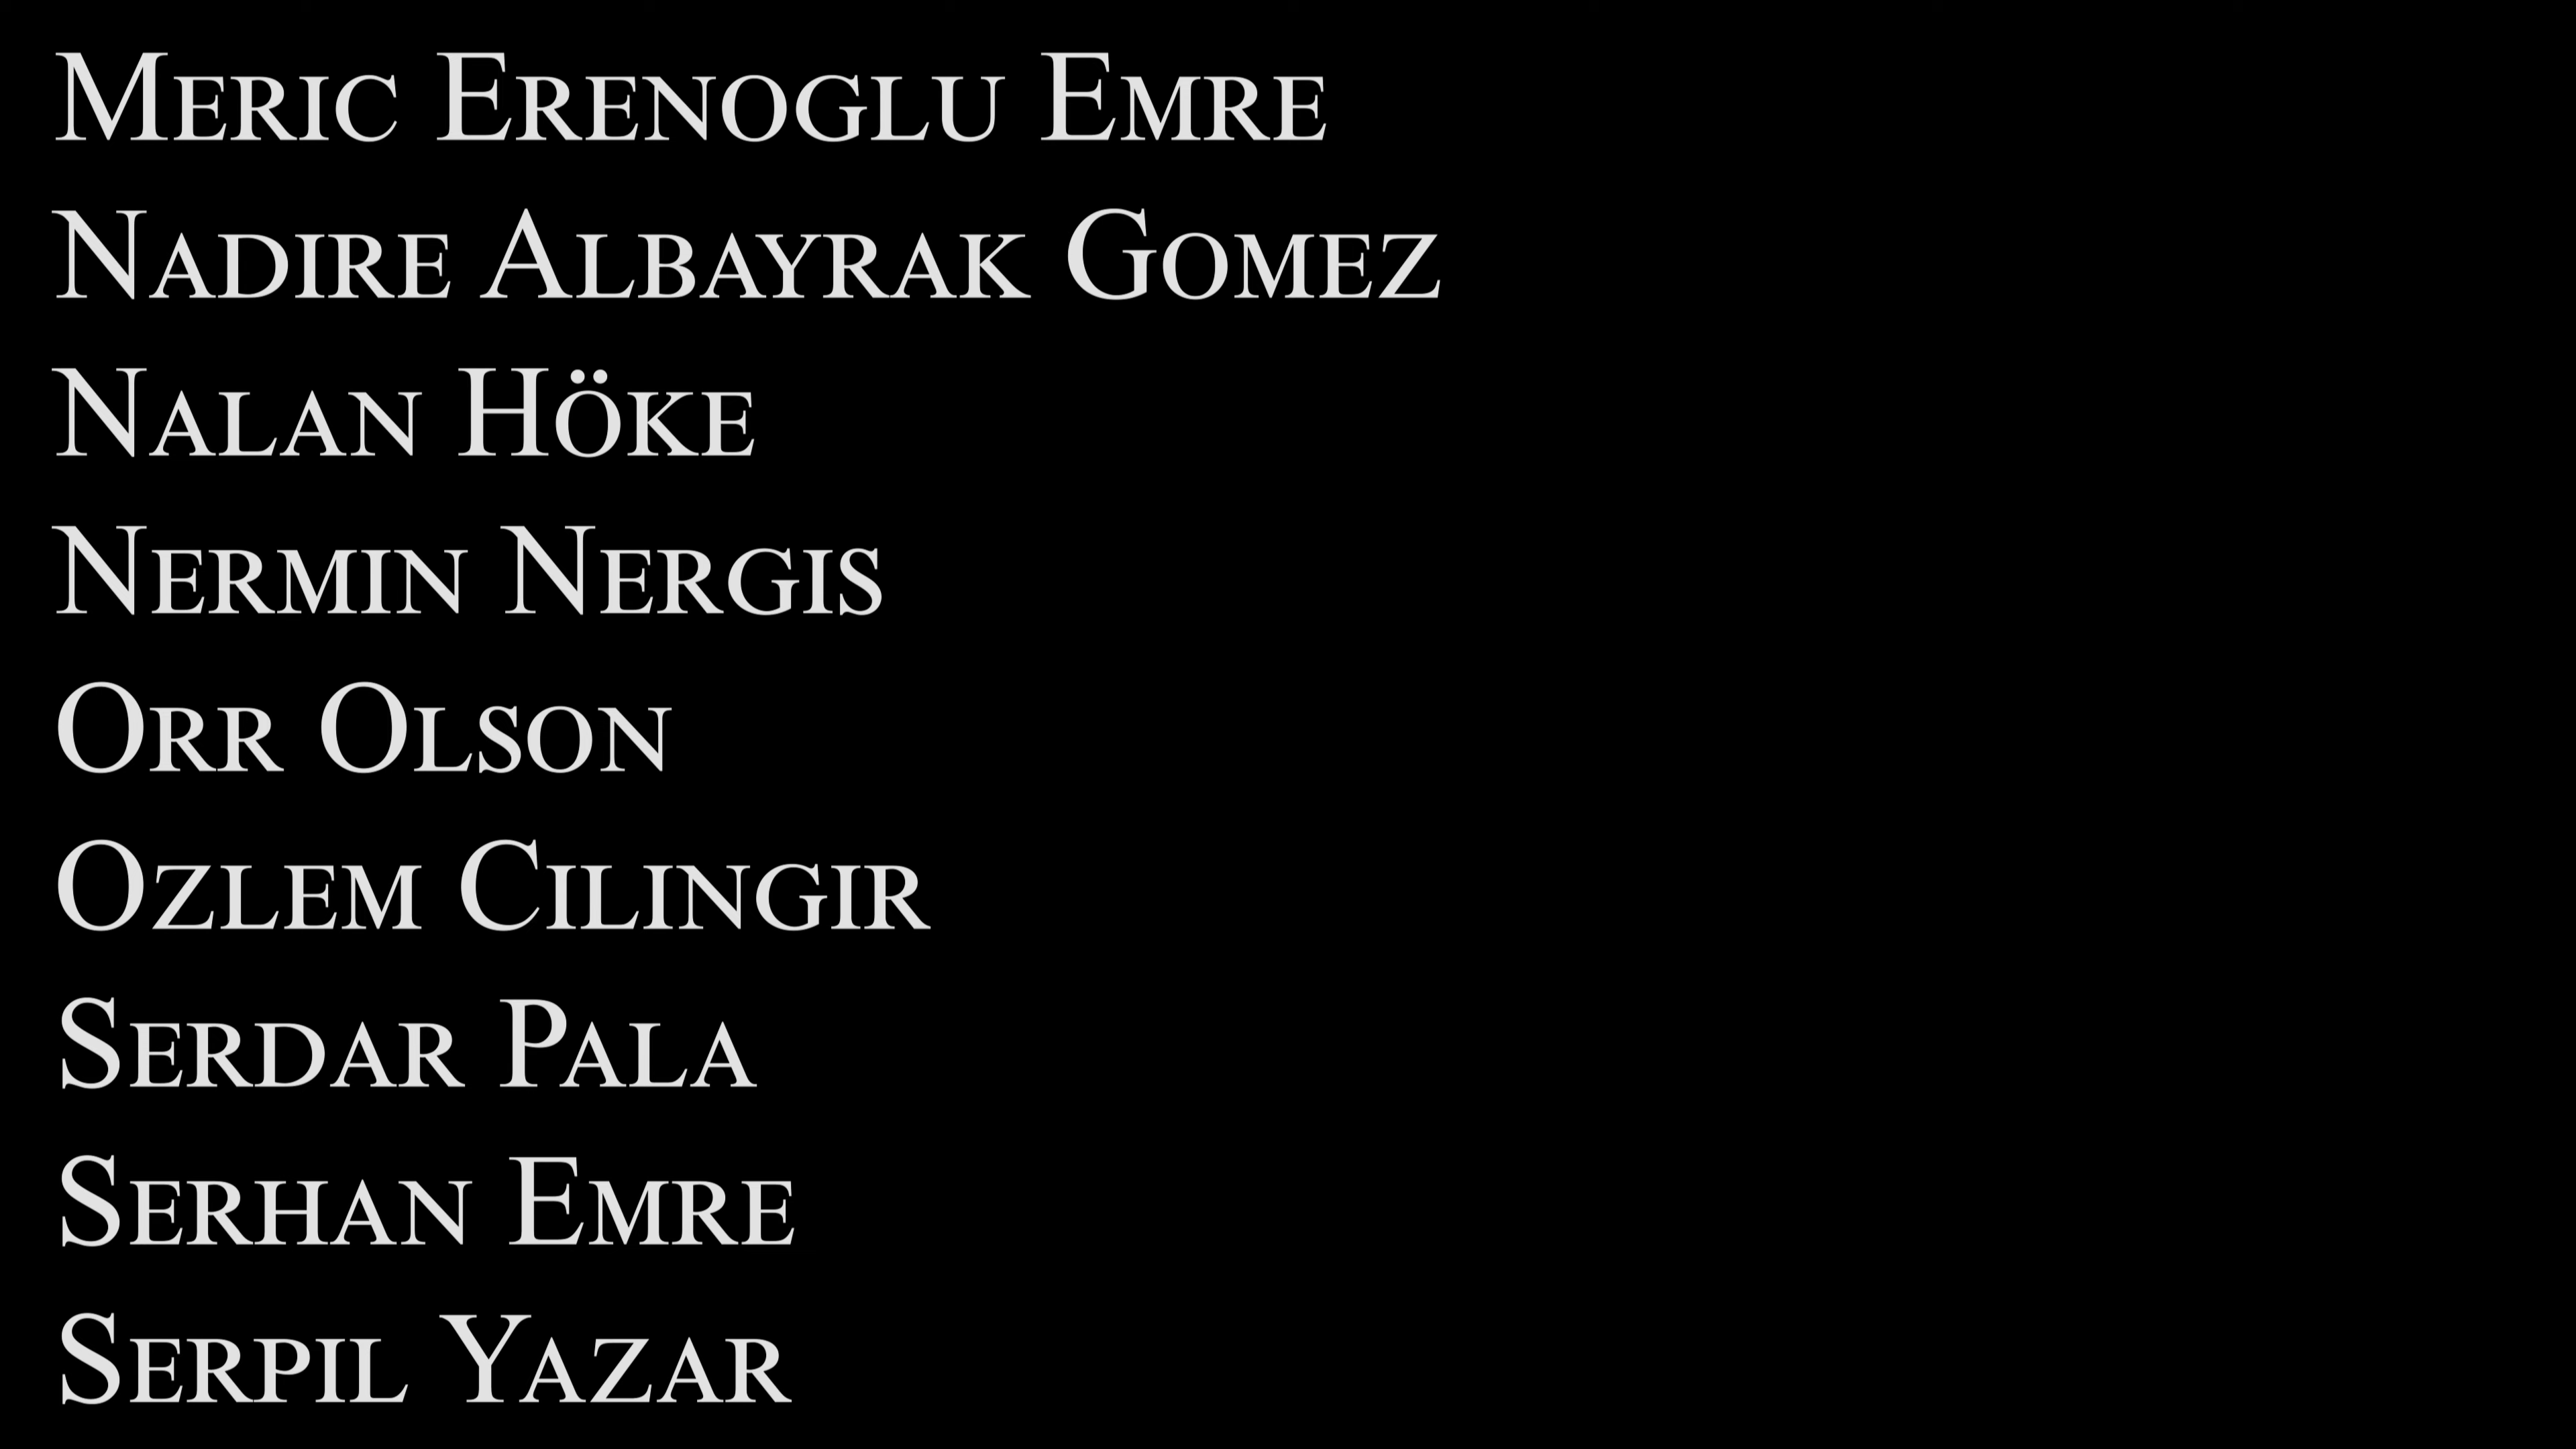 Meric Erenoglu Emre
Nadire Albayrak Gomez
Nalan Höke
Nermin Nergis
Orr Olson
Ozlem Cilingir
Serdar Pala
Serhan Emre
Serpil Yazar